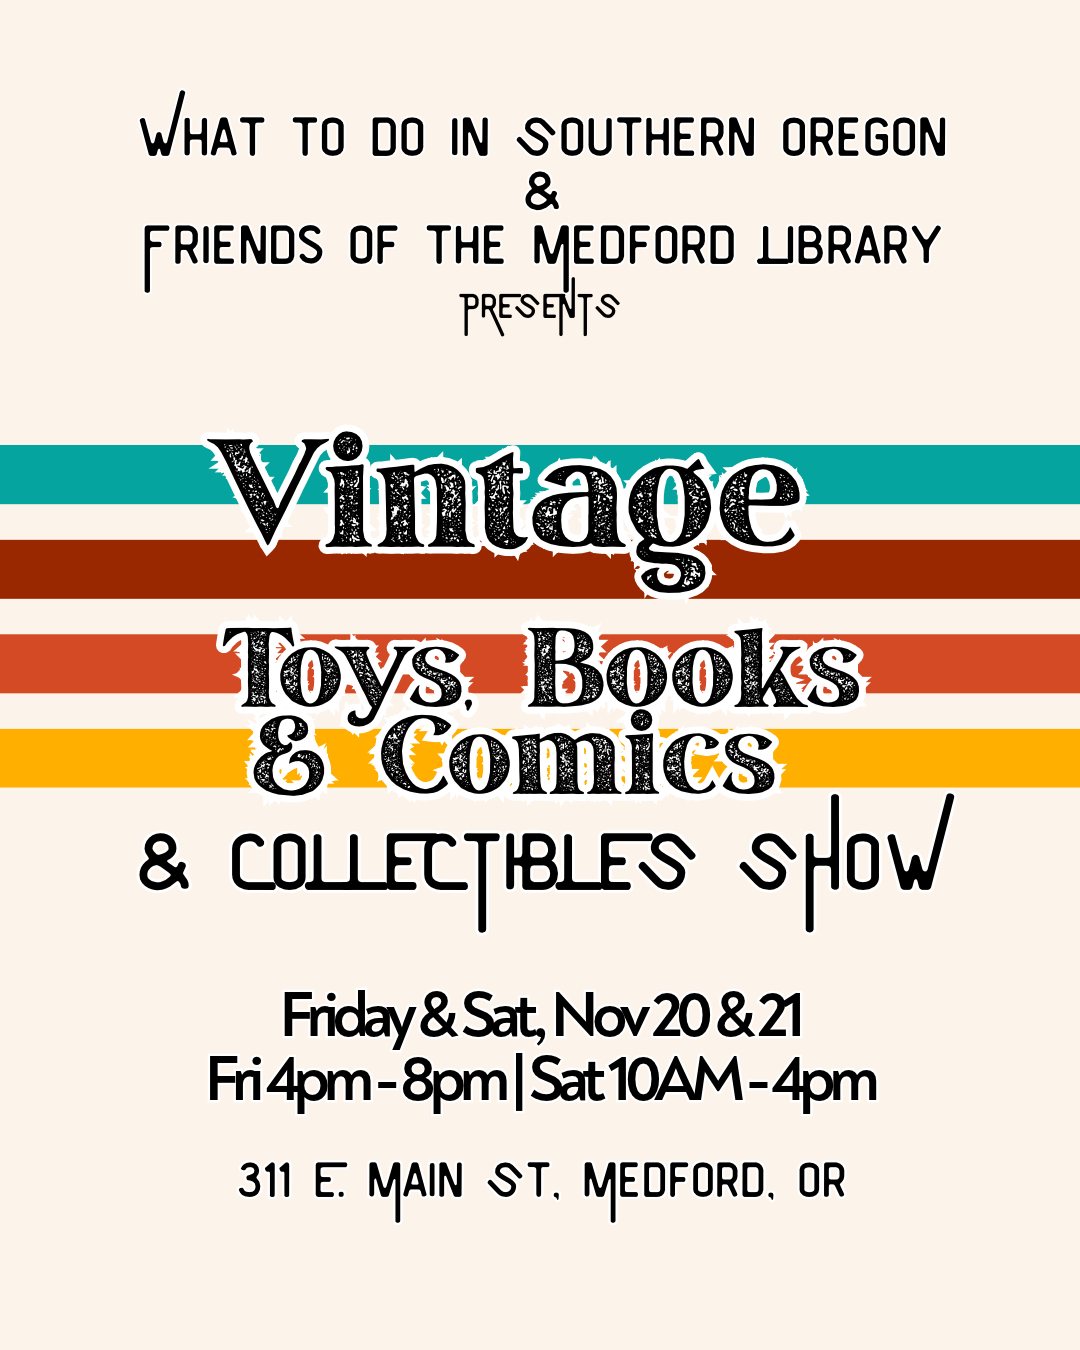 What to do in Southern Oregon
&
Friends of the Medford Library
presents
Vintage
Toys, Books
& Comics
& Collectibles Show
Friday & Sat, Nov 20 & 21
Fri 4pm - 8pm | Sat 10AM - 4pm
311 E. Main St, Medford, OR